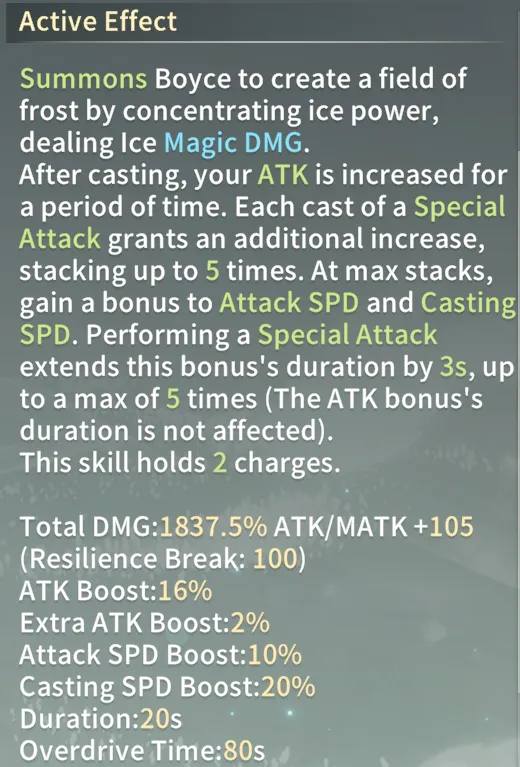 Active Effect
Summons Boyce to create a field of
frost by concentrating ice power,
dealing Ice Magic DMG.
After casting, your ATK is increased for
a period of time. Each cast of a Special
Attack grants an additional increase,
stacking up to 5 times. At max stacks,
gain a bonus to Attack SPD and Casting
SPD. Performing a Special Attack
extends this bonus's duration by 3s, up
to a max of 5 times (The ATK bonus's
duration is not affected).
This skill holds 2 charges.
Total DMG:1837.5% ATK/MATK +105
(Resilience Break: 100)
ATK Boost:16%
Extra ATK Boost:2%
Attack SPD Boost:10%
Casting SPD Boost:20%
Duration:20s
Overdrive Time:80s